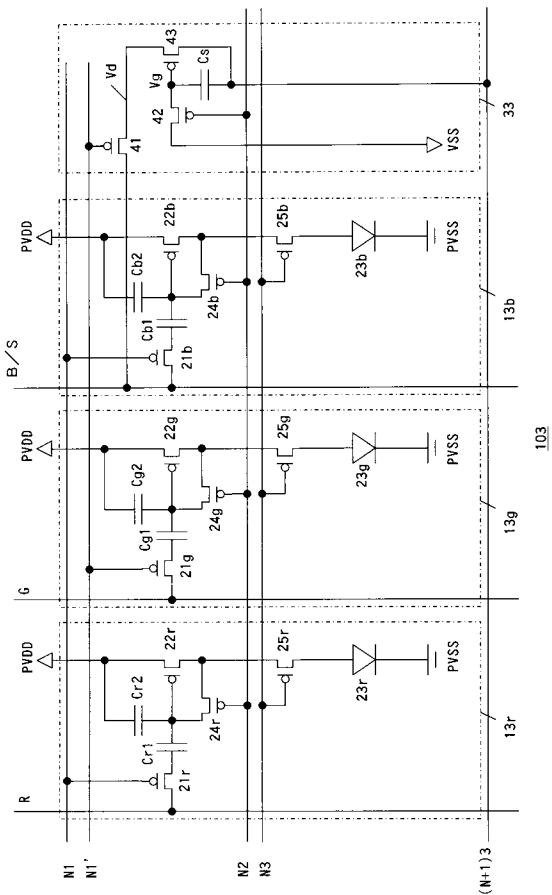 R
G
B/S
N1
N1'
N2
N3
(N+1)3
PVDD
Cr2
22r
Cr1
21r
24r
25r
23r
PVSS
13r
PVDD
Cg2
22g
Cg1
21g
24g
25g
23g
PVSS
13g
PVDD
Cb2
22b
Cb1
21b
24b
25b
23b
PVSS
13b
Vd
41
43
Vg
Cs
42
VSS
33
103